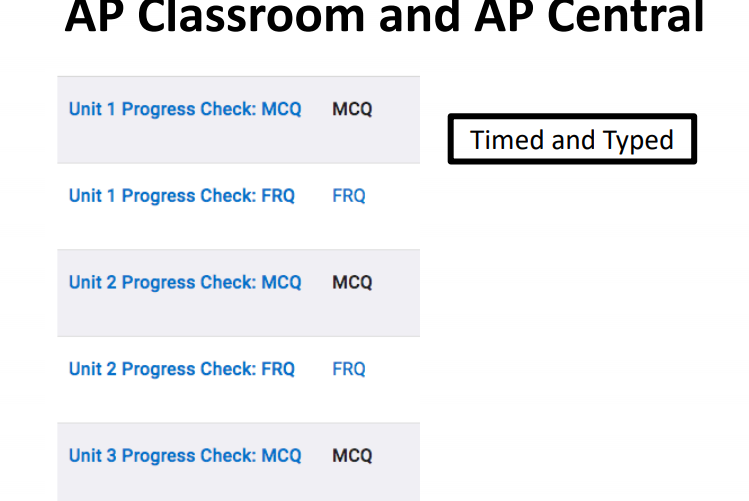 AP Classroom and AP Central
Unit 1 Progress Check: MCQ MCQ
Timed and Typed
Unit 1 Progress Check: FRQ FRQ
Unit 2 Progress Check: MCQ MCQ
Unit 2 Progress Check: FRQ FRQ
Unit 3 Progress Check: MCQ MCQ